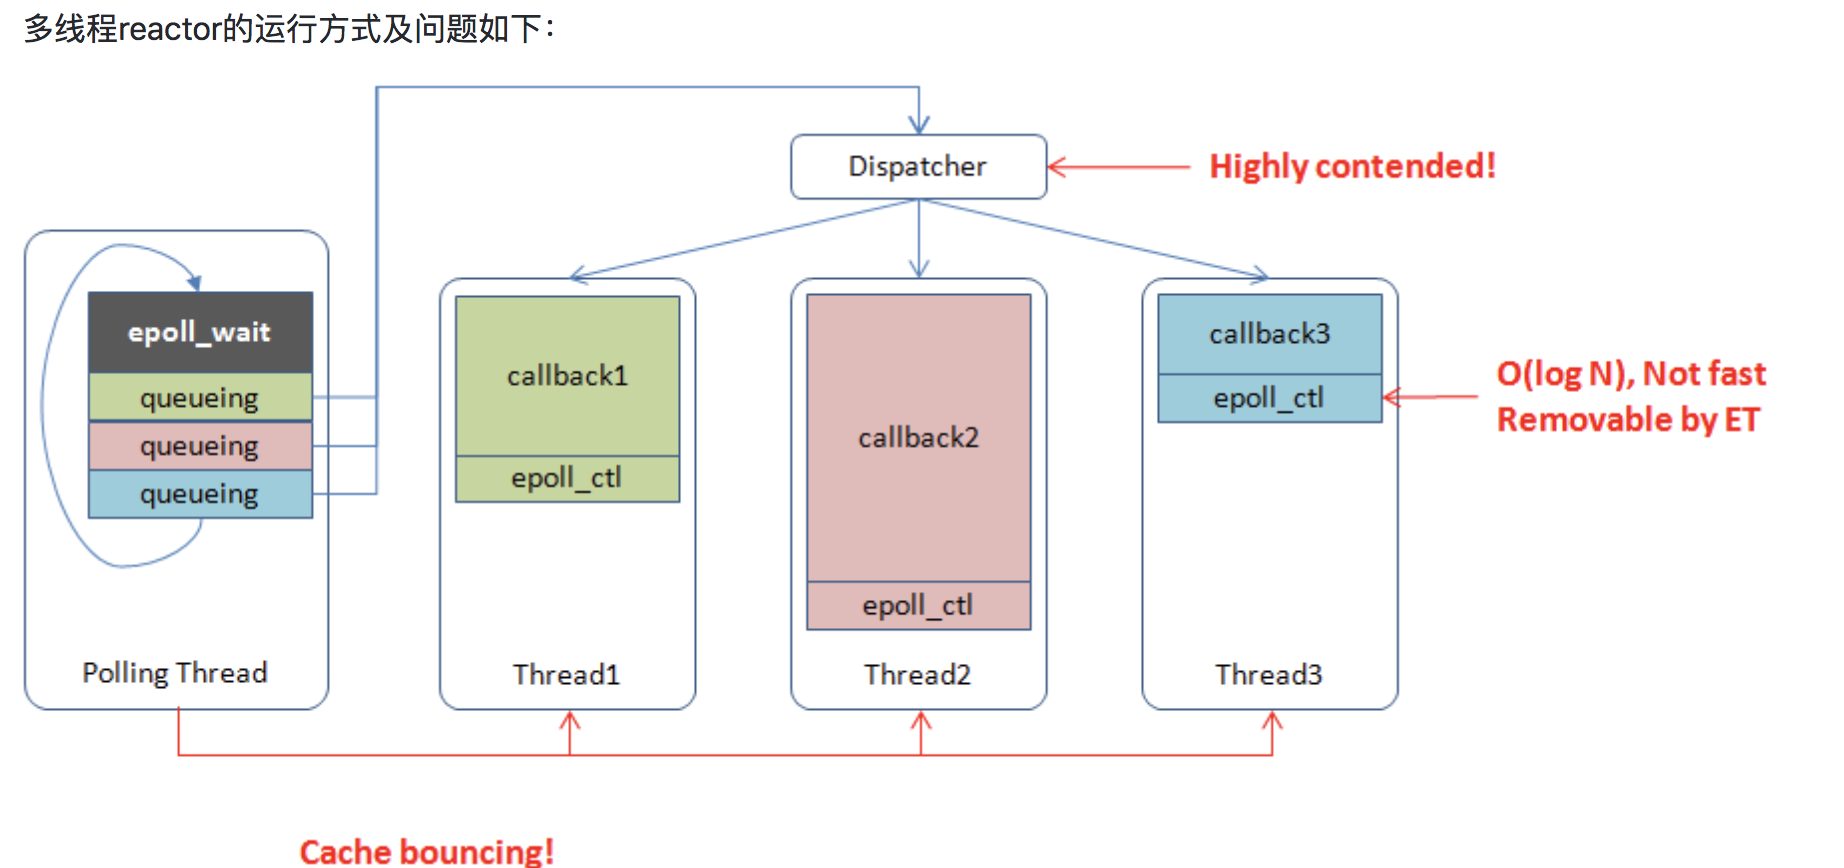 多线程reactor的运行方式及问题如下：
Dispatcher
Highly contended!
epoll_wait
queueing
queueing
queueing
Polling Thread
callback1
epoll_ctl
Thread1
callback2
epoll_ctl
Thread2
callback3
epoll_ctl
Thread3
O(log N), Not fast
Removable by ET
Cache bouncing!